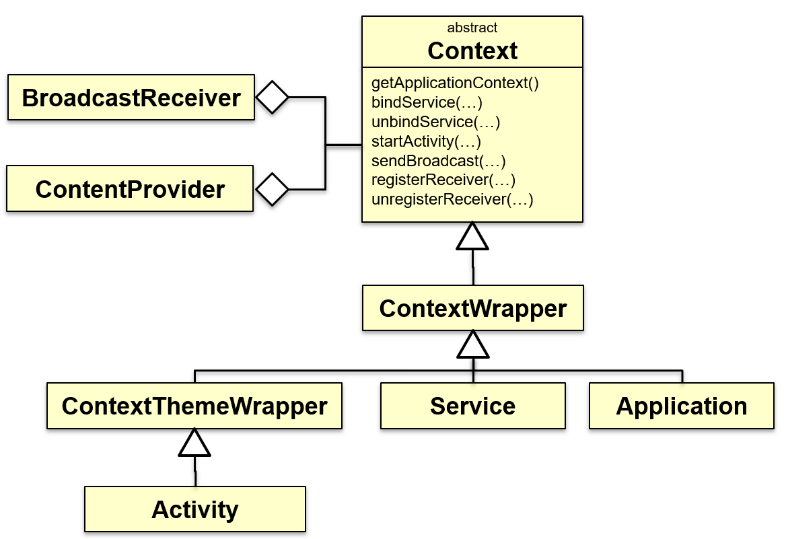 abstract
Context
getApplicationContext()
bindService(…)
unbindService(…)
startActivity(…)
sendBroadcast(…)
registerReceiver(…)
unregisterReceiver(…)
BroadcastReceiver
ContentProvider
ContextWrapper
ContextThemeWrapper
Service
Application
Activity